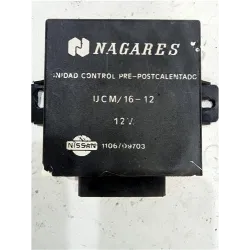 NAGARES
UNIDAD CONTROL PRE-POSTCALENTADO
UCM/16-12
12V.
NISSAN 1106/09703